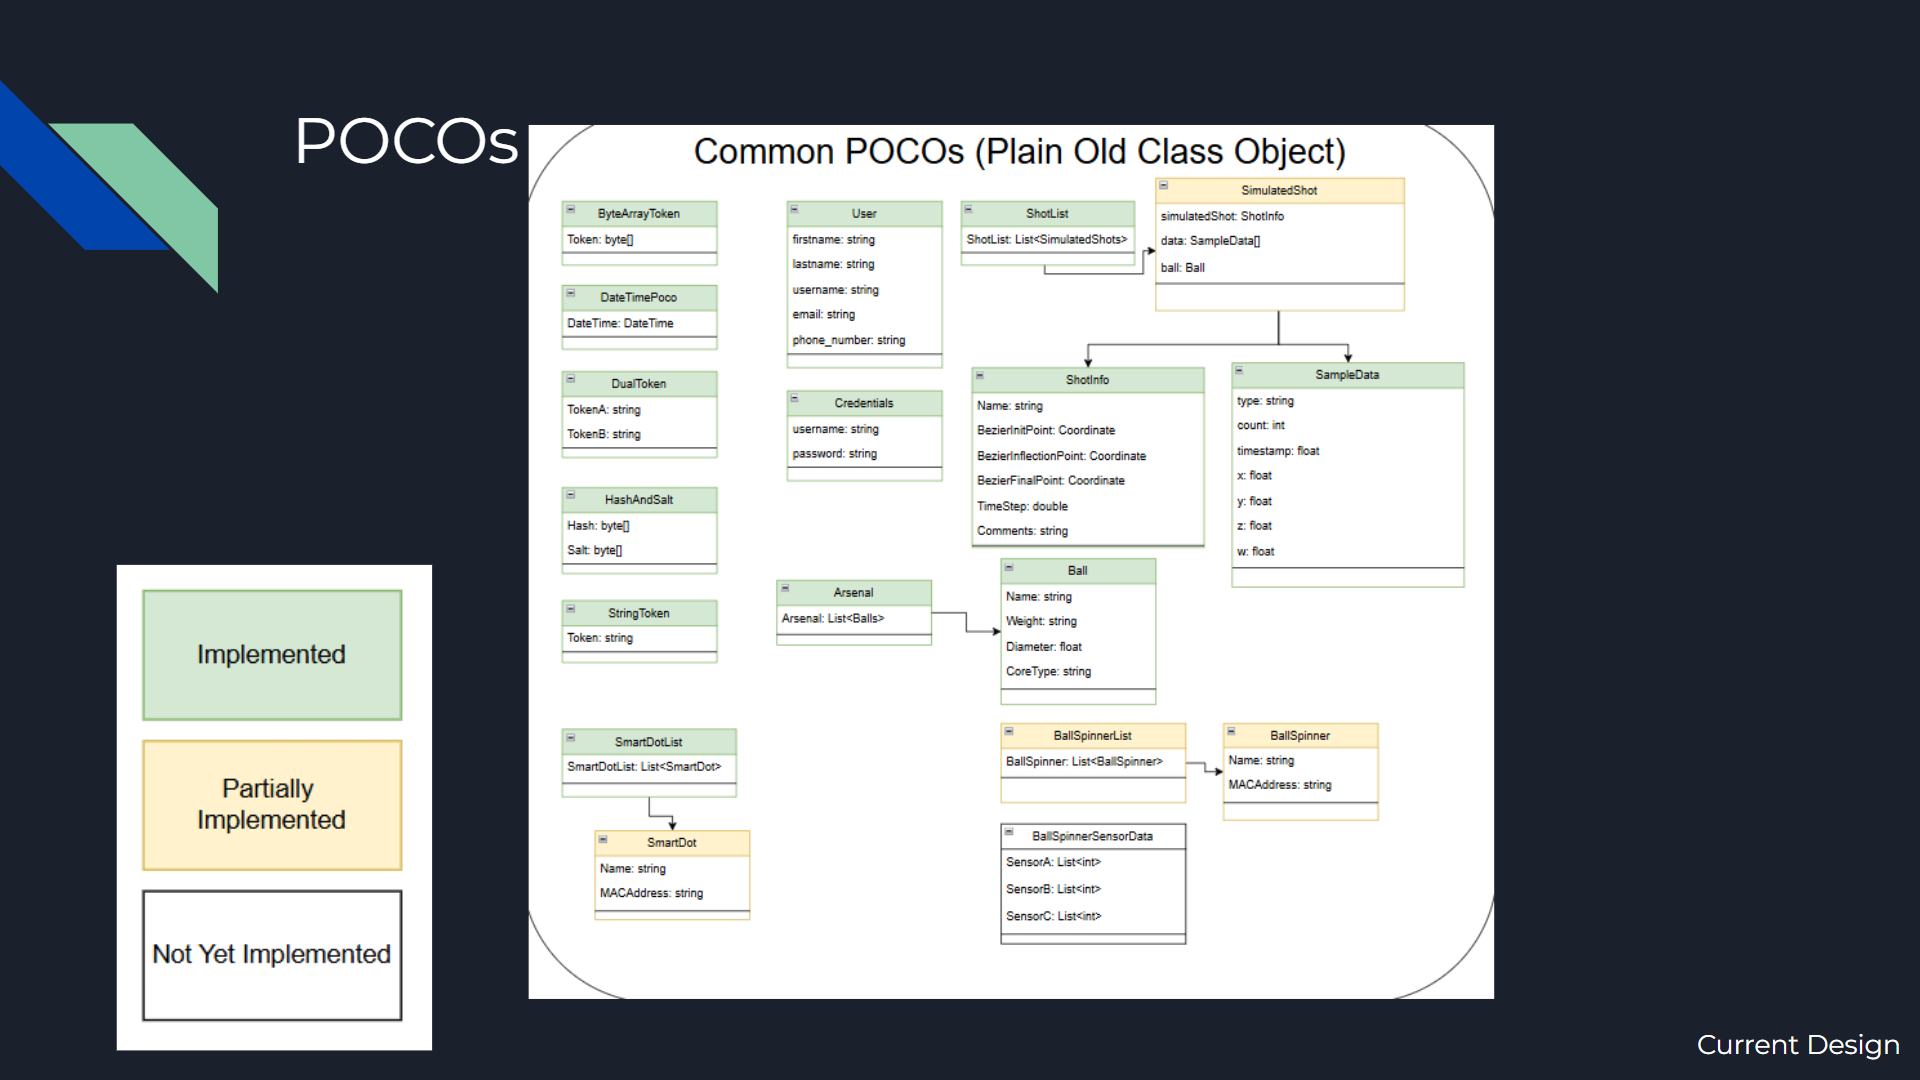 POCOs
Common POCOs (Plain Old Class Object)
ByteArrayToken
Token: byte[]
DateTimePoco
DateTime: DateTime
DualToken
TokenA: string
TokenB: string
HashAndSalt
Hash: byte[]
Salt: byte[]
StringToken
Token: string
SmartDotList
SmartDotList: List<SmartDot>
SmartDot
Name: string
MACAddress: string
User
firstname: string
lastname: string
username: string
email: string
phone_number: string
Credentials
username: string
password: string
Arsenal
Arsenal: List<Balls>
ShotList
ShotList: List<SimulatedShots>
SimulatedShot
simulatedShot: ShotInfo
data: SampleData[]
ball: Ball
ShotInfo
Name: string
BezierInitPoint: Coordinate
BezierInflectionPoint: Coordinate
BezierFinalPoint: Coordinate
TimeStep: double
Comments: string
SampleData
type: string
count: int
timestamp: float
x: float
y: float
z: float
w: float
Ball
Name: string
Weight: string
Diameter: float
CoreType: string
BallSpinnerList
BallSpinner: List<BallSpinner>
BallSpinner
Name: string
MACAddress: string
BallSpinnerSensorData
SensorA: List<int>
SensorB: List<int>
SensorC: List<int>
Implemented
Partially
Implemented
Not Yet Implemented
Current Design